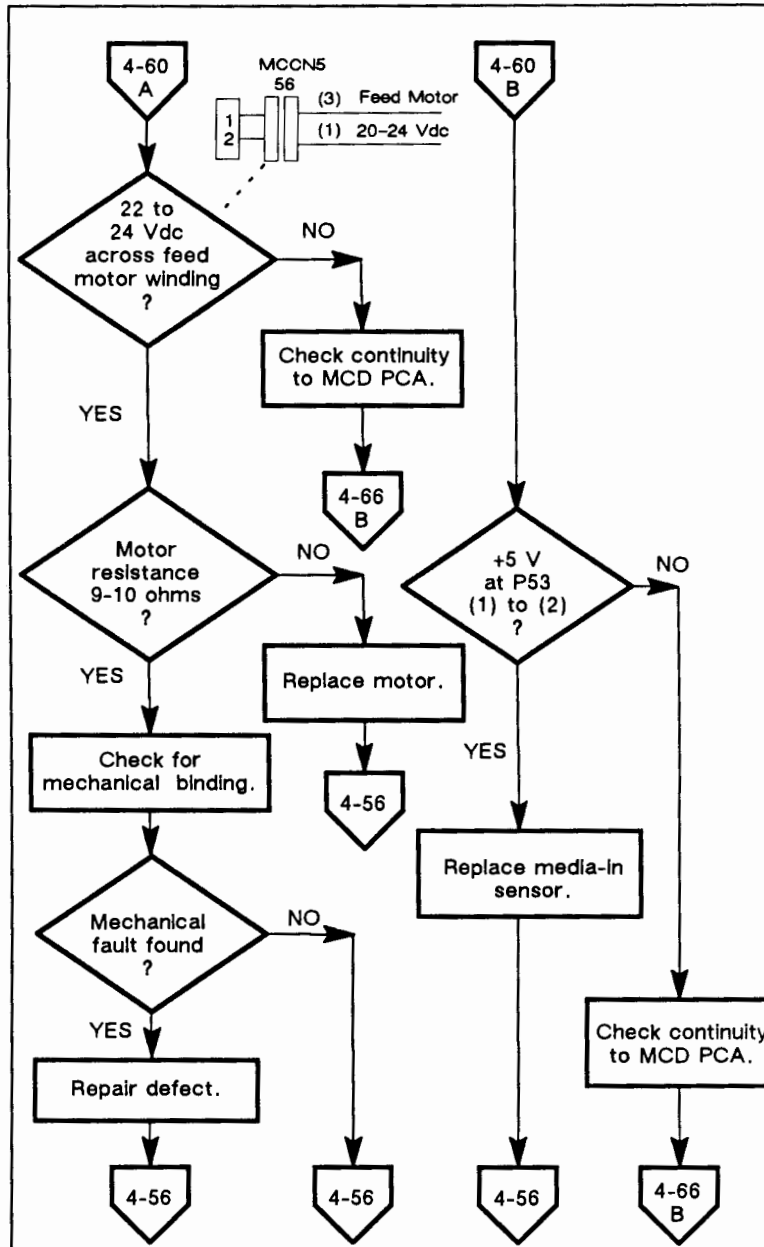 4-60
A
MCCN5
56
1
2
(3) Feed Motor
(1) 20-24 Vdc
22 to
24 Vdc
across feed
motor winding
?
NO
Check continuity
to MCD PCA.
4-66
B
YES
Motor
resistance
9-10 ohms
?
NO
Replace motor.
4-56
YES
Check for
mechanical binding.
Mechanical
fault found
?
NO
4-56
YES
Repair defect.
4-56
4-60
B
+5 V
at P53
(1) to (2)
?
NO
Check continuity
to MCD PCA.
4-66
B
YES
Replace media-in
sensor.
4-56